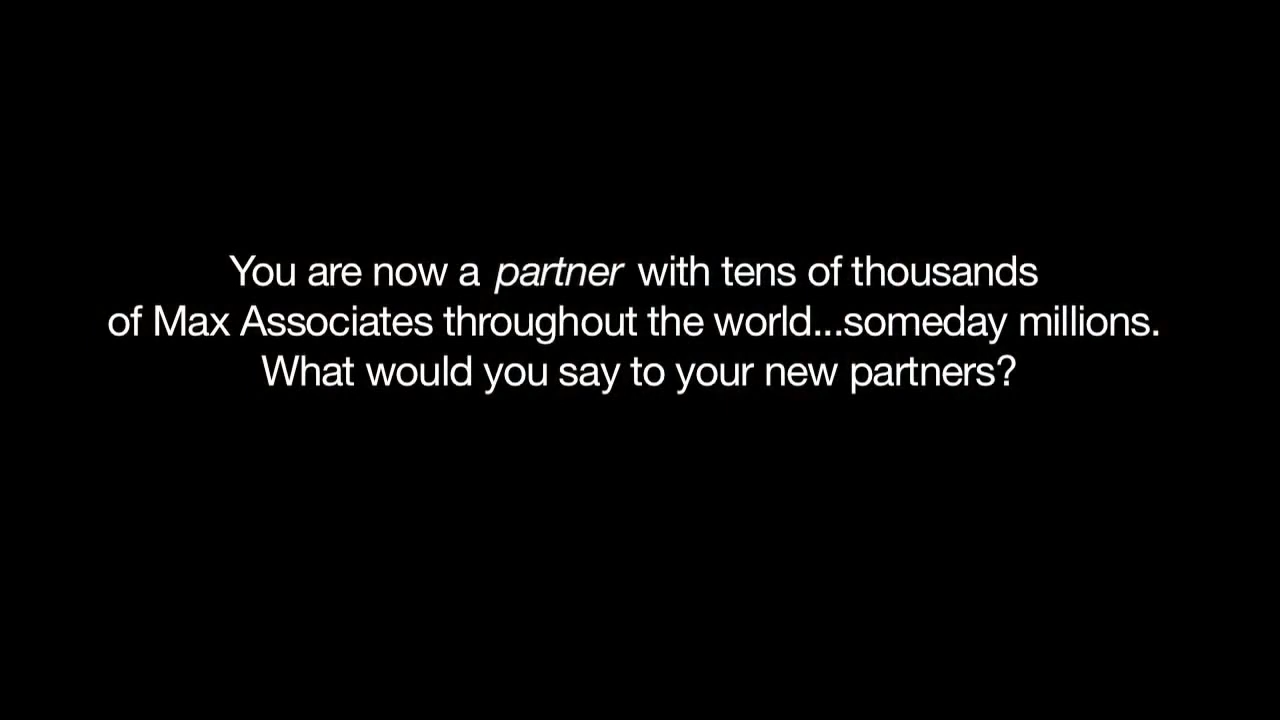 You are now a partner with tens of thousands
of Max Associates throughout the world...someday millions.
What would you say to your new partners?